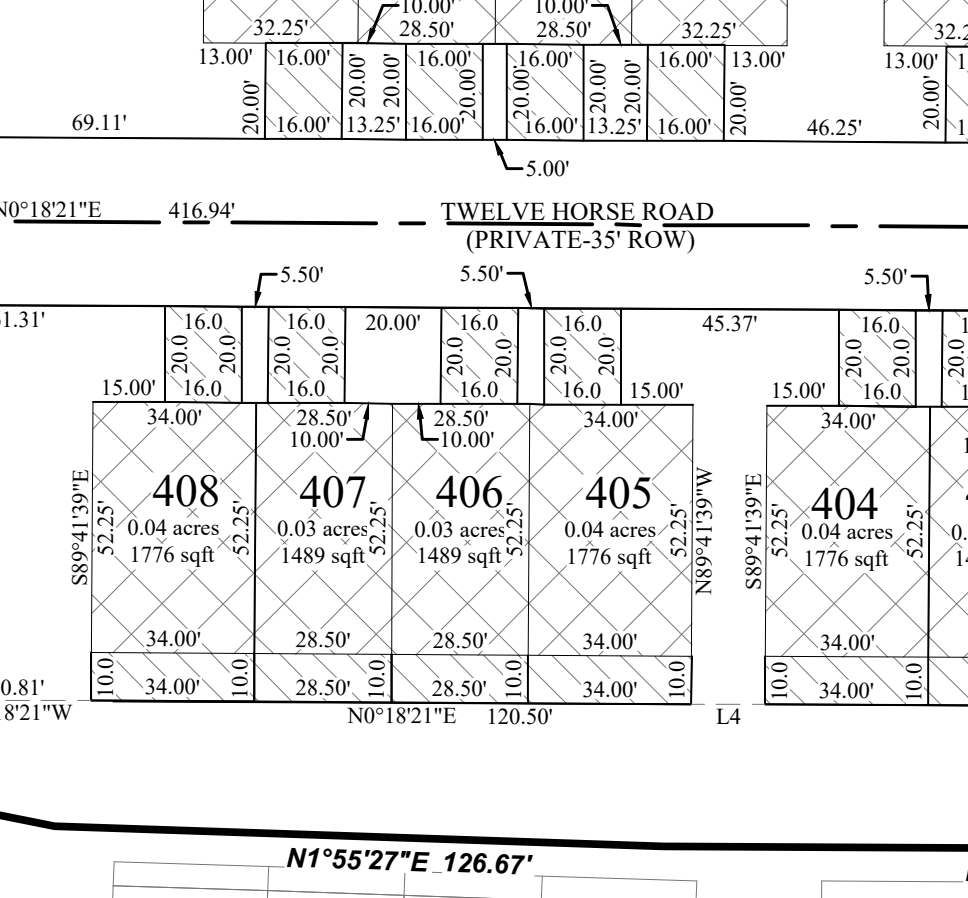 10.00' 10.00'
32.25' 28.50' 28.50' 32.25'
13.00' 16.00' 20.00' 20.00' 16.00' 20.00' 20.00' 16.00' 20.00' 20.00' 16.00' 13.00' 13.00'
20.00' 20.00' 20.00'
69.11' 16.00' 13.25' 16.00' 16.00' 13.25' 16.00' 46.25'
5.00'
N0°18'21"E 416.94' TWELVE HORSE ROAD
(PRIVATE-35' ROW)
5.50' 5.50' 5.50'
16.0 16.0 20.00' 16.0 16.0 45.37' 16.0
20.0 20.0 20.0 20.0 20.0 20.0 20.0 20.0 20.0 20.0
15.00' 16.0 16.0 16.0 16.0 15.00' 15.00' 16.0
34.00' 28.50' 28.50' 34.00' 34.00'
10.00' 10.00'
S89°41'39"E 52.25' 52.25' 52.25' 52.25' 52.25' N89°41'39"W S89°41'39"E 52.25' 52.25'
408 407 406 405 404
0.04 acres 0.03 acres 0.03 acres 0.04 acres 0.04 acres
1776 sqft 1489 sqft 1489 sqft 1776 sqft 1776 sqft
34.00' 28.50' 28.50' 34.00' 34.00'
10.0 10.0 10.0 10.0 10.0 10.0 10.0
0.81' 34.00' 28.50' 28.50' 34.00' 34.00'
8'21"W N0°18'21"E 120.50' L4
N1°55'27"E 126.67'